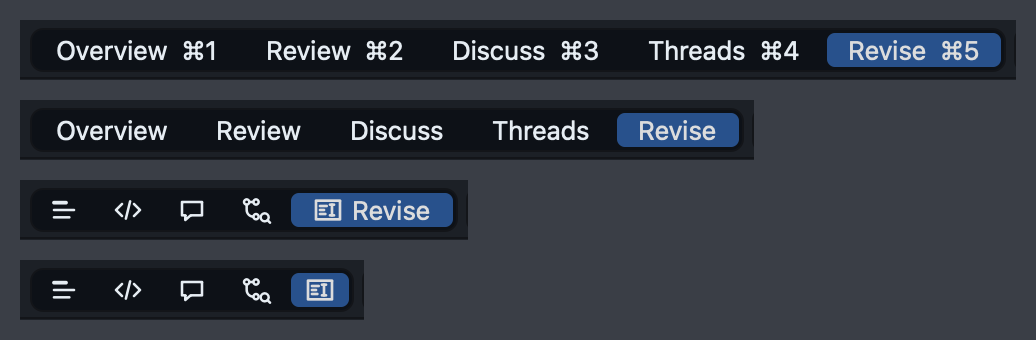 Overview ⌘1 Review ⌘2 Discuss ⌘3 Threads ⌘4 Revise ⌘5
Overview Review Discuss Threads Revise
Revise